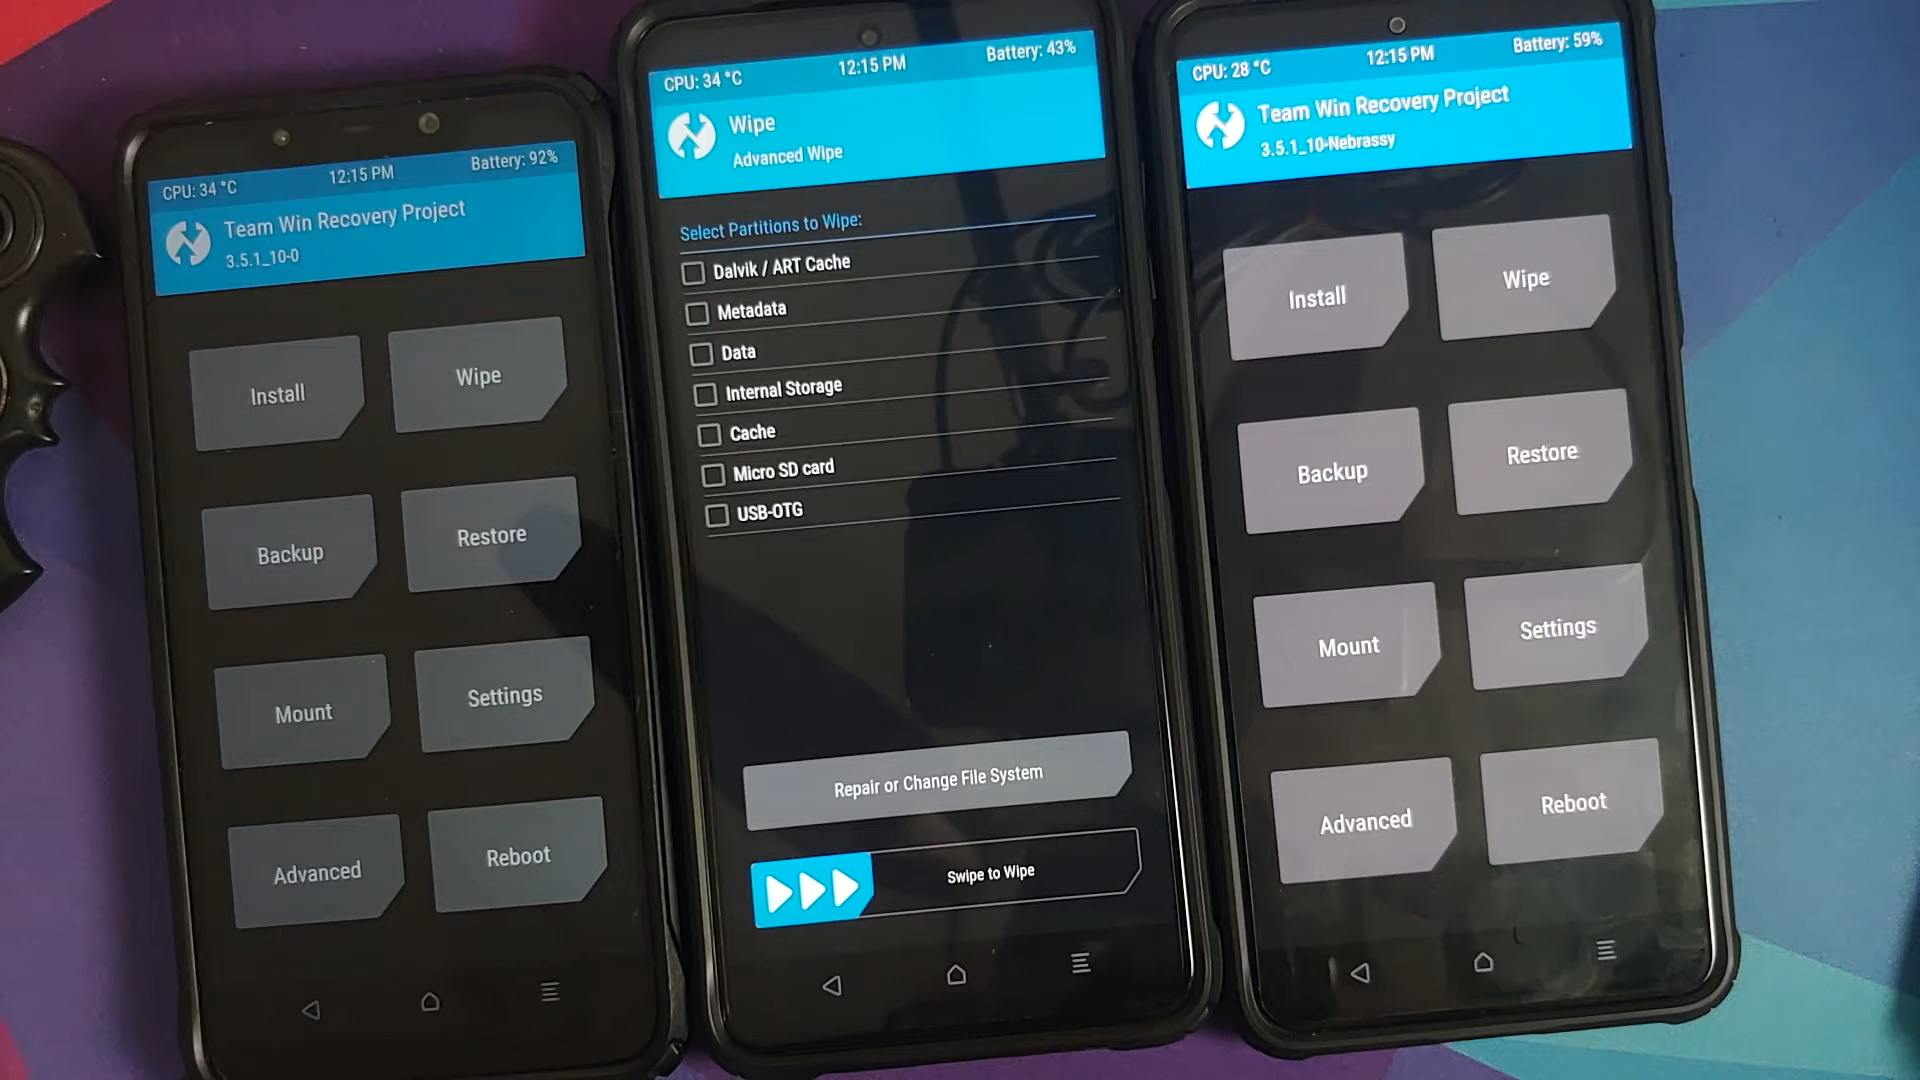 CPU: 34 °C 12:15 PM Battery: 92%
Team Win Recovery Project
3.5.1_10-0
Install Wipe
Backup Restore
Mount Settings
Advanced Reboot
CPU: 34 °C 12:15 PM Battery: 43%
Wipe
Advanced Wipe
Select Partitions to Wipe:
Dalvik / ART Cache
Metadata
Data
Internal Storage
Cache
Micro SD card
USB-OTG
Repair or Change File System
Swipe to Wipe
CPU: 28 °C 12:15 PM Battery: 59%
Team Win Recovery Project
3.5.1_10-Nebrassy
Install Wipe
Backup Restore
Mount Settings
Advanced Reboot